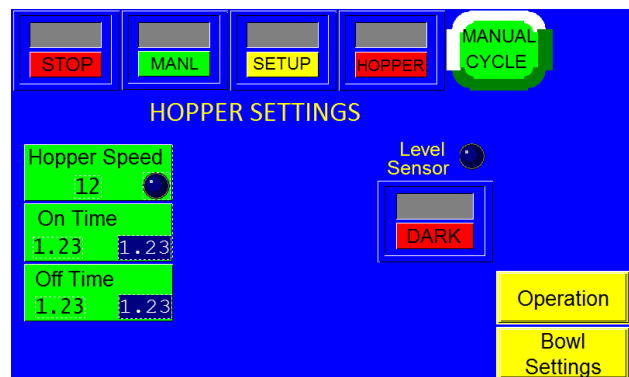 STOP
MANL
SETUP
HOPPER
MANUAL
CYCLE
HOPPER SETTINGS
Hopper Speed
12
On Time
1.23 1.23
Off Time
1.23 1.23
Level
Sensor
DARK
Operation
Bowl
Settings